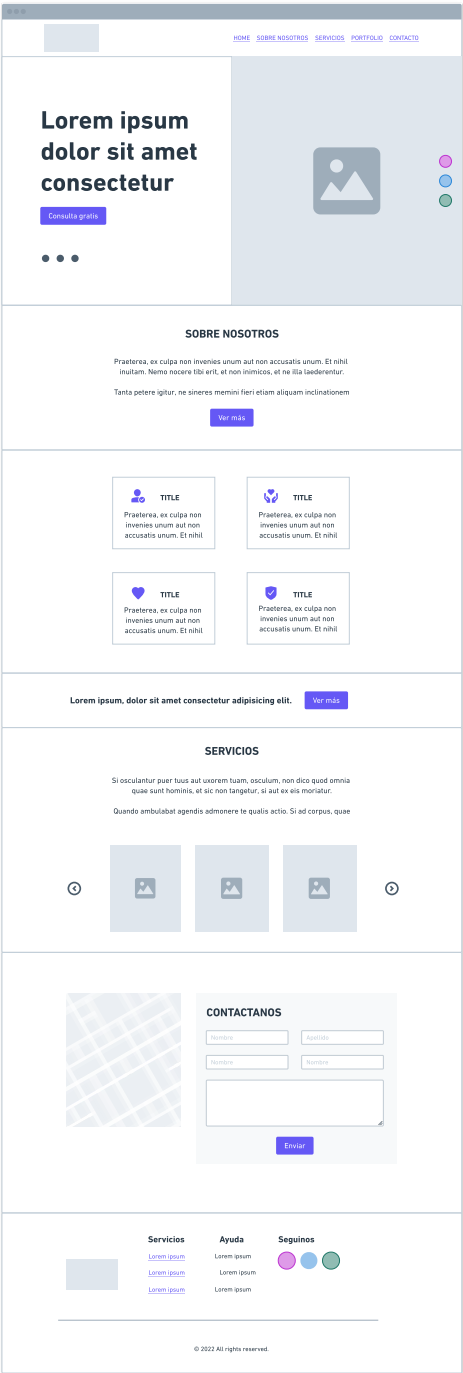 HOME SOBRE NOSOTROS SERVICIOS PORTFOLIO CONTACTO
Lorem ipsum
dolor sit amet
consectetur
Consulta gratis
SOBRE NOSOTROS
Praeterea, ex culpa non invenies unum aut non accusatis unum. Et nihil
inuitam. Nemo nocere tibi erit, et non inimicos, et ne illa laederentur.
Tanta petere igitur, ne sineres memini fieri etiam aliquam inclinationem
Ver más
TITLE
Praeterea, ex culpa non
invenies unum aut non
accusatis unum. Et nihil
TITLE
Praeterea, ex culpa non
invenies unum aut non
accusatis unum. Et nihil
TITLE
Praeterea, ex culpa non
invenies unum aut non
accusatis unum. Et nihil
TITLE
Praeterea, ex culpa non
invenies unum aut non
accusatis unum. Et nihil
Lorem ipsum, dolor sit amet consectetur adipisicing elit.
Ver más
SERVICIOS
Si osculantur puer tuus aut uxorem tuam, osculum, non dico quod omnia
quae sunt hominis, et sic non tangetur, si aut ex eis moriatur.
Quando ambulabat agendis admonere te qualis actio. Si ad corpus, quae
CONTACTANOS
Nombre
Apellido
Nombre
Nombre
Enviar
Servicios
Lorem ipsum
Lorem ipsum
Lorem ipsum
Ayuda
Lorem ipsum
Lorem ipsum
Lorem ipsum
Seguinos
© 2022 All rights reserved.